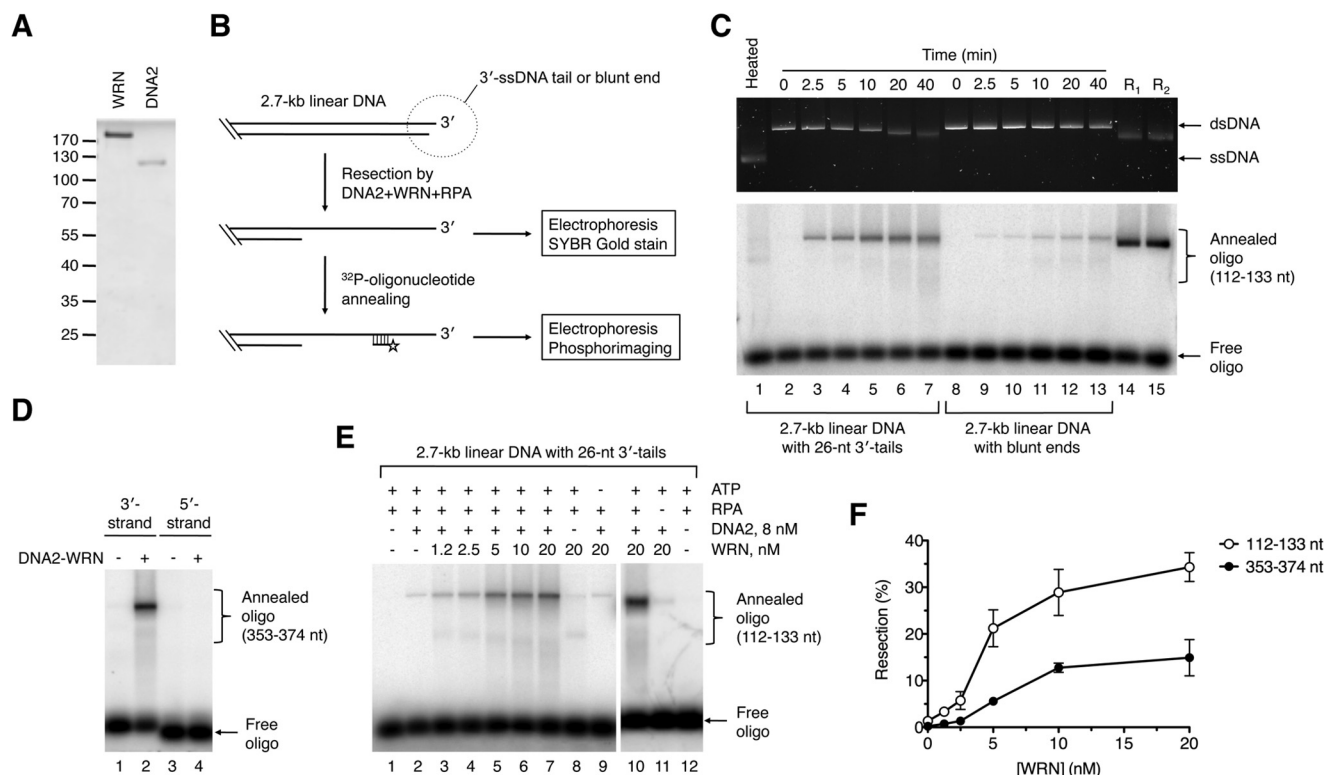 A
WRN
DNA2
170
130
100
70
55
40
35
25
B
3′-ssDNA tail or blunt end
2.7-kb linear DNA
3′
Resection by
DNA2+WRN+RPA
3′
Electrophoresis
SYBR Gold stain
32P-oligonucleotide
annealing
3′
Electrophoresis
Phosphorimaging
C
Heated
Time (min)
0 2.5 5 10 20 40 0 2.5 5 10 20 40 R1 R2
dsDNA
ssDNA
Annealed
oligo
(112-133 nt)
Free
oligo
1 2 3 4 5 6 7 8 9 10 11 12 13 14 15
2.7-kb linear DNA
with 26-nt 3′-tails
2.7-kb linear DNA
with blunt ends
D
3′-
strand
5′-
strand
DNA2-WRN - + - +
Annealed
oligo
(353-374 nt)
Free
oligo
1 2 3 4
E
2.7-kb linear DNA with 26-nt 3′-tails
+ + + + + + + + - + + + ATP
+ + + + + + + + + + - + RPA
- + + + + + + - + + + - DNA2, 8 nM
- - 1.2 2.5 5 10 20 20 20 20 20 - WRN, nM
Annealed
oligo
(112-133 nt)
Free
oligo
1 2 3 4 5 6 7 8 9 10 11 12
F
Resection (%)
40
30
20
10
0
0 5 10 15 20
[WRN] (nM)
112-133 nt
353-374 nt